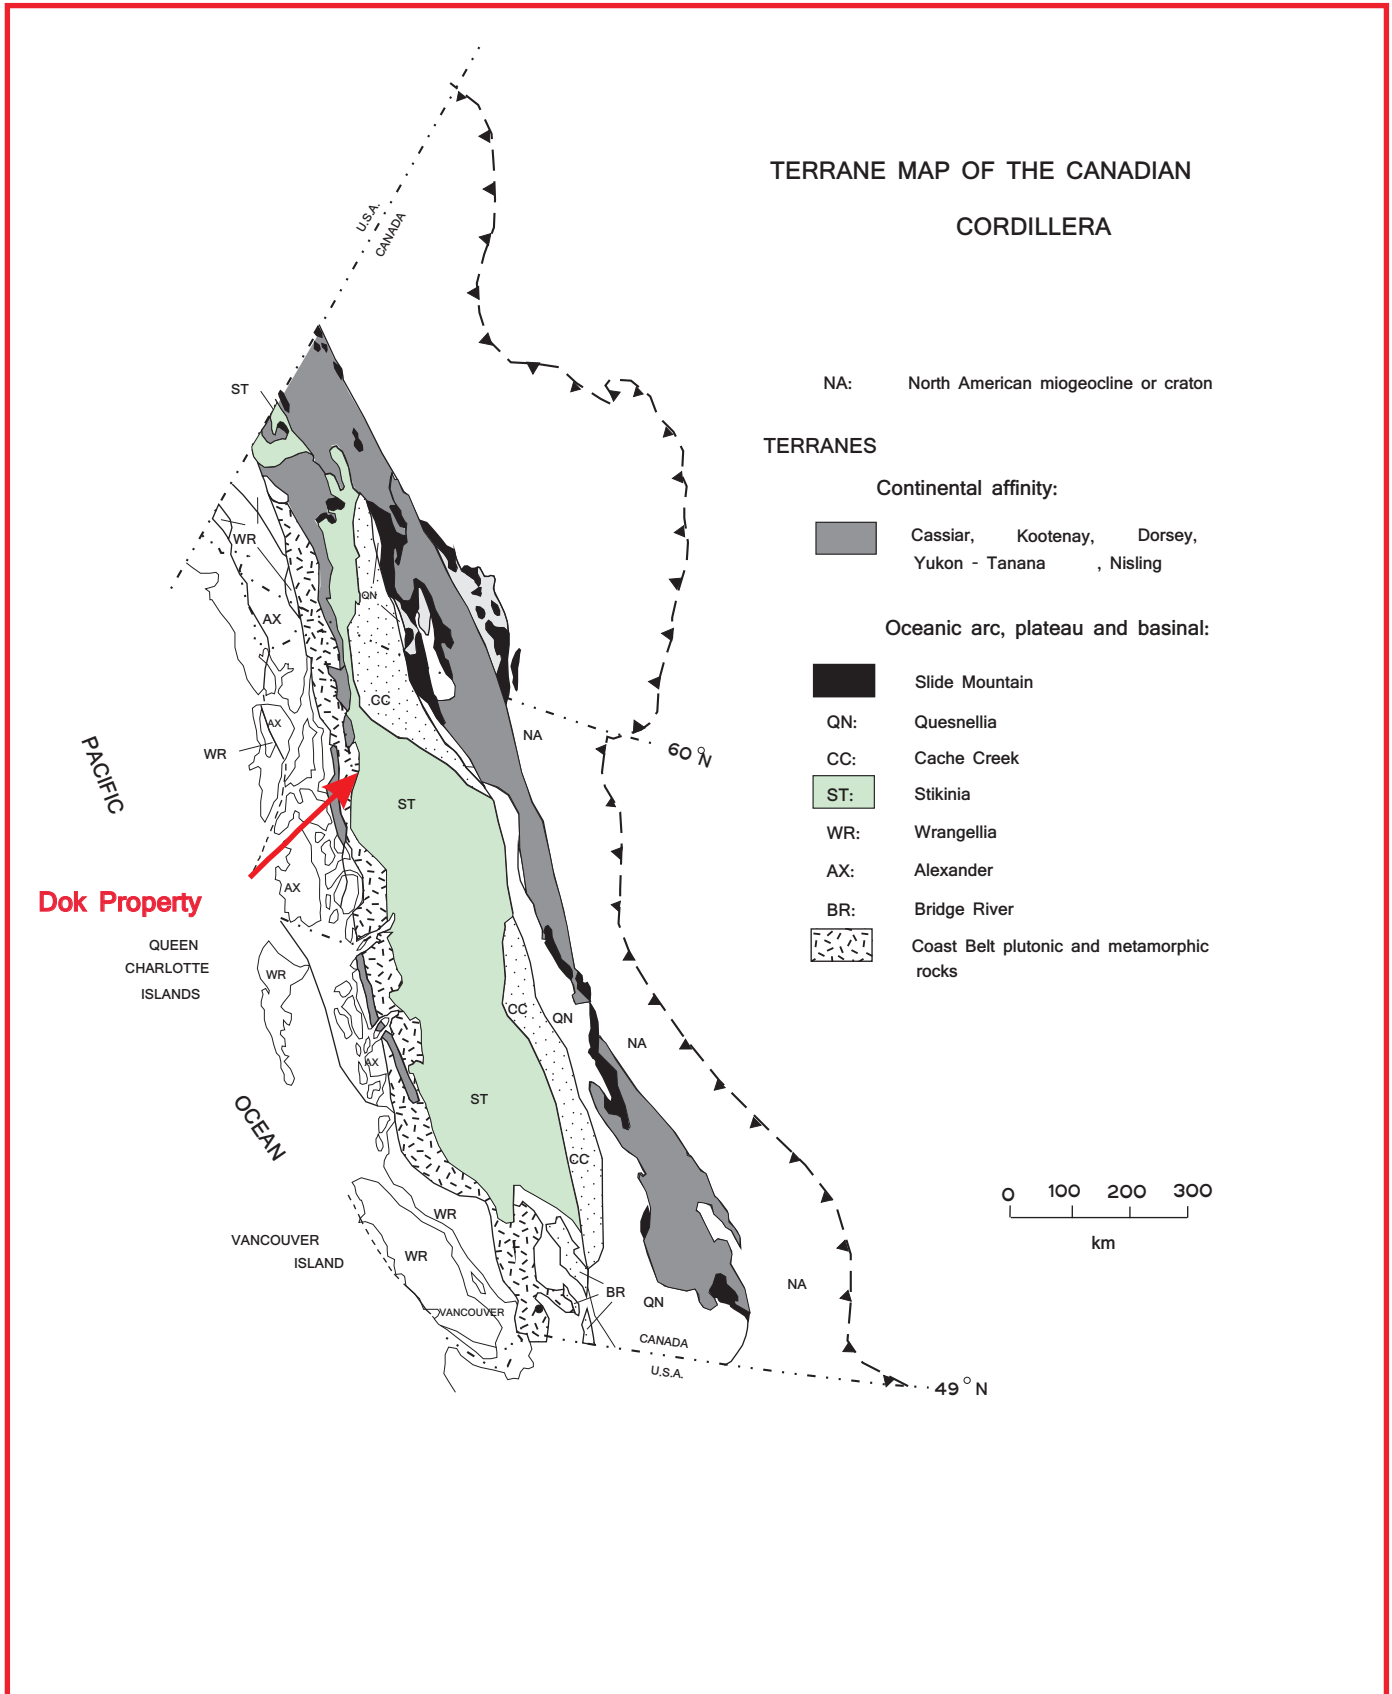 TERRANE MAP OF THE CANADIAN
CORDILLERA
U.S.A.
CANADA
NA: North American miogeocline or craton
TERRANES
Continental affinity:
Cassiar, Kootenay, Dorsey,
Yukon - Tanana , Nisling
Oceanic arc, plateau and basinal:
Slide Mountain
QN: Quesnellia
CC: Cache Creek
ST: Stikinia
WR: Wrangellia
AX: Alexander
BR: Bridge River
Coast Belt plutonic and metamorphic
rocks
0 100 200 300
km
ST
WR
QN
AX
CC
AX
WR
NA
60°N
PACIFIC
ST
AX
Dok Property
QUEEN
CHARLOTTE
ISLANDS
WR
CC
QN
NA
AX
OCEAN
ST
CC
WR
VANCOUVER
ISLAND
WR
VANCOUVER
BR
QN
NA
CANADA
U.S.A.
49°N